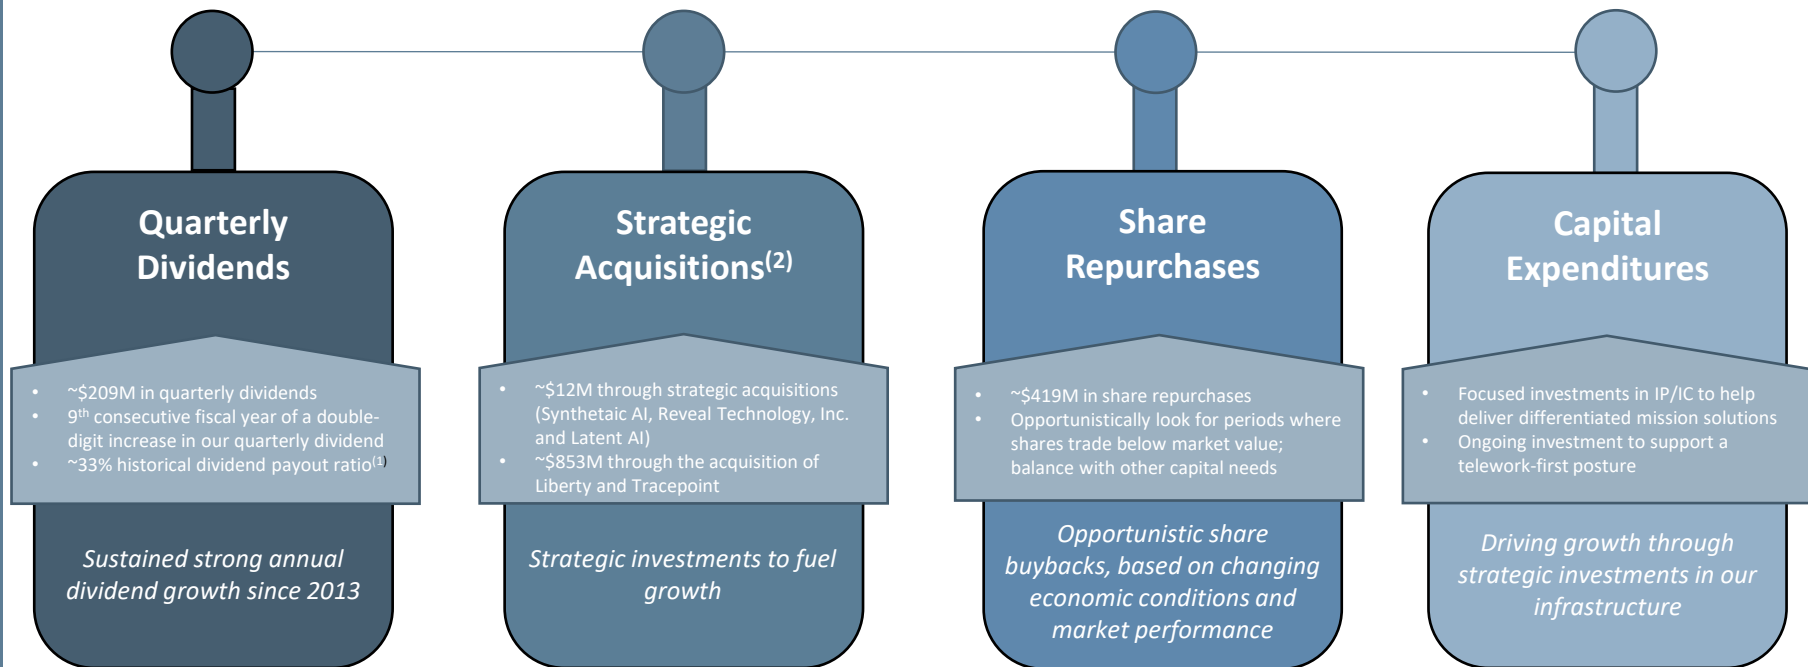 Quarterly
Dividends
• ~$209M in quarterly dividends
• 9th consecutive fiscal year of a double-
digit increase in our quarterly dividend
• ~33% historical dividend payout ratio(1)
Sustained strong annual
dividend growth since 2013
Strategic
Acquisitions(2)
• ~$12M through strategic acquisitions
(Synthetaic AI, Reveal Technology, Inc.
and Latent AI)
• ~$853M through the acquisition of
Liberty and Tracepoint
Strategic investments to fuel
growth
Share
Repurchases
• ~$419M in share repurchases
• Opportunistically look for periods where
shares trade below market value;
balance with other capital needs
Opportunistic share
buybacks, based on changing
economic conditions and
market performance
Capital
Expenditures
• Focused investments in IP/IC to help
deliver differentiated mission solutions
• Ongoing investment to support a
telework-first posture
Driving growth through
strategic investments in our
infrastructure